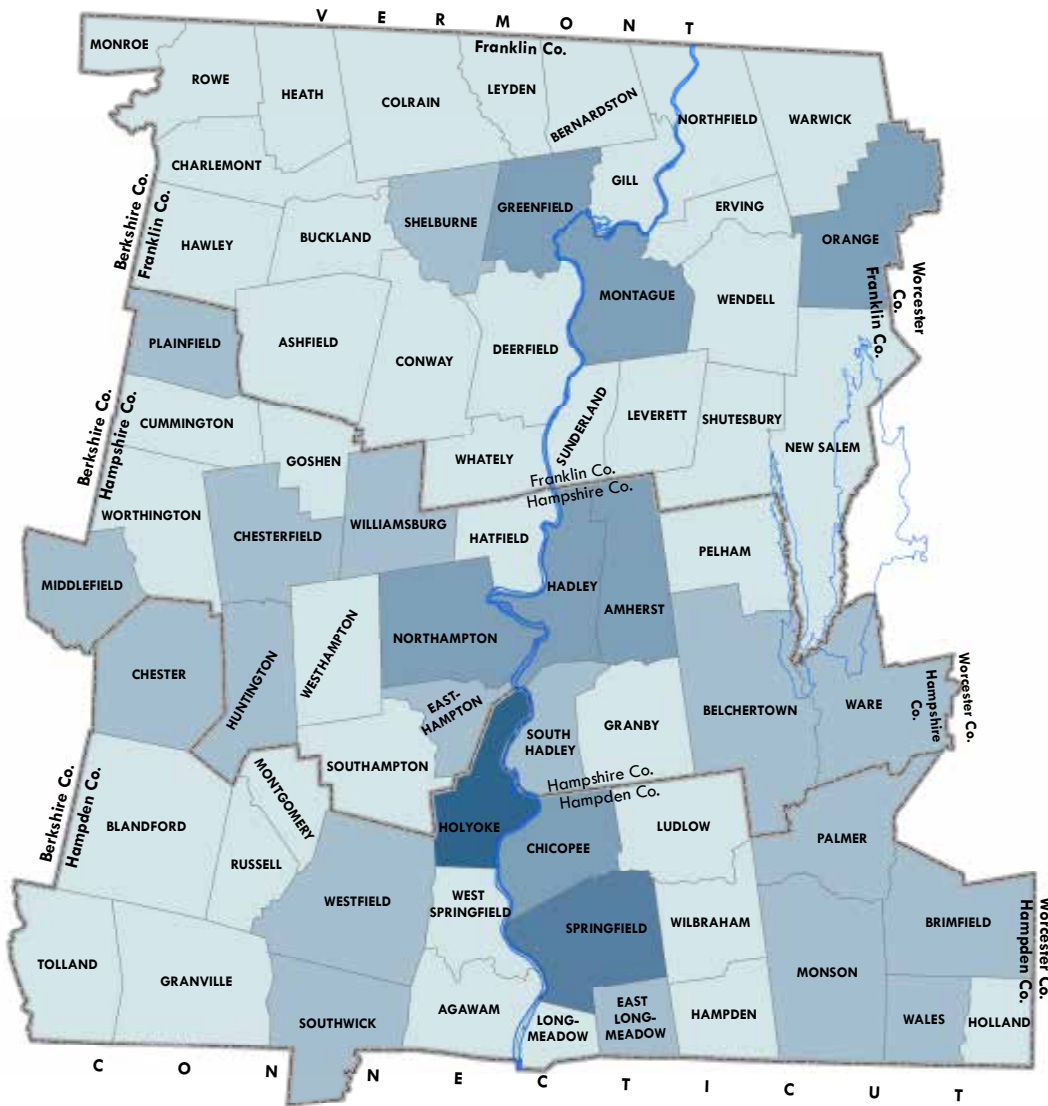 V E R M O N T
MONROE
Franklin Co.
ROWE
HEATH
COLRAIN
LEYDEN
BERNARDSTON
NORTHFIELD
WARWICK
CHARLEMONT
GILL
Berkshire Co.
Franklin Co.
SHELBURNE
GREENFIELD
ERVING
HAWLEY
BUCKLAND
ORANGE
Worcester
Co.
Franklin Co.
MONTAGUE
WENDELL
PLAINFIELD
ASHFIELD
CONWAY
DEERFIELD
SUNDERLAND
LEVERETT
SHUTESBURY
Berkshire Co.
Hampshire Co.
CUMMINGTON
GOSHEN
WHATELY
NEW SALEM
Franklin Co.
Hampshire Co.
WORTHINGTON
CHESTERFIELD
WILLIAMSBURG
HATFIELD
PELHAM
MIDDLEFIELD
HADLEY
AMHERST
NORTHAMPTON
WESTHAMPTON
CHESTER
HUNTINGTON
EAST-
HAMPTON
SOUTH
HADLEY
GRANBY
BELCHERTOWN
WARE
Hampshire
Co.
Worcester Co.
SOUTHAMPTON
Hampshire Co.
Hampden Co.
Berkshire Co.
Hampden Co.
MONTGOMERY
BLANDFORD
RUSSELL
HOLYOKE
CHICOPEE
LUDLOW
PALMER
WESTFIELD
WEST
SPRINGFIELD
SPRINGFIELD
WILBRAHAM
BRIMFIELD
Hampden Co.
Worcester Co.
TOLLAND
GRANVILLE
MONSON
SOUTHWICK
AGAWAM
LONG-
MEADOW
EAST
LONG-
MEADOW
HAMPDEN
WALES
HOLLAND
C O N N E C T I C U T